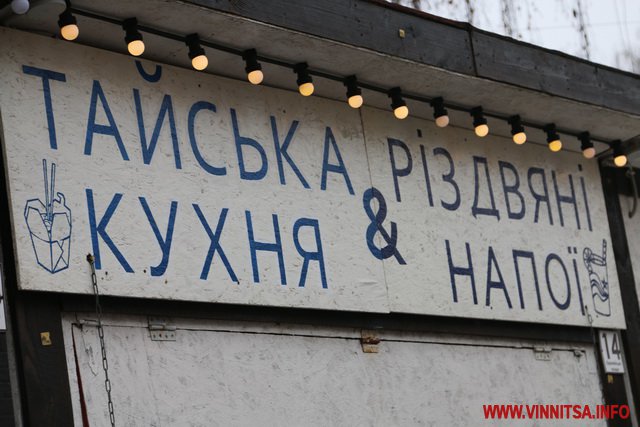 ТАЙСЬКА КУХНЯ
&
РІЗДВЯНІ НАПОЇ
14
WWW.VINNITSA.INFO